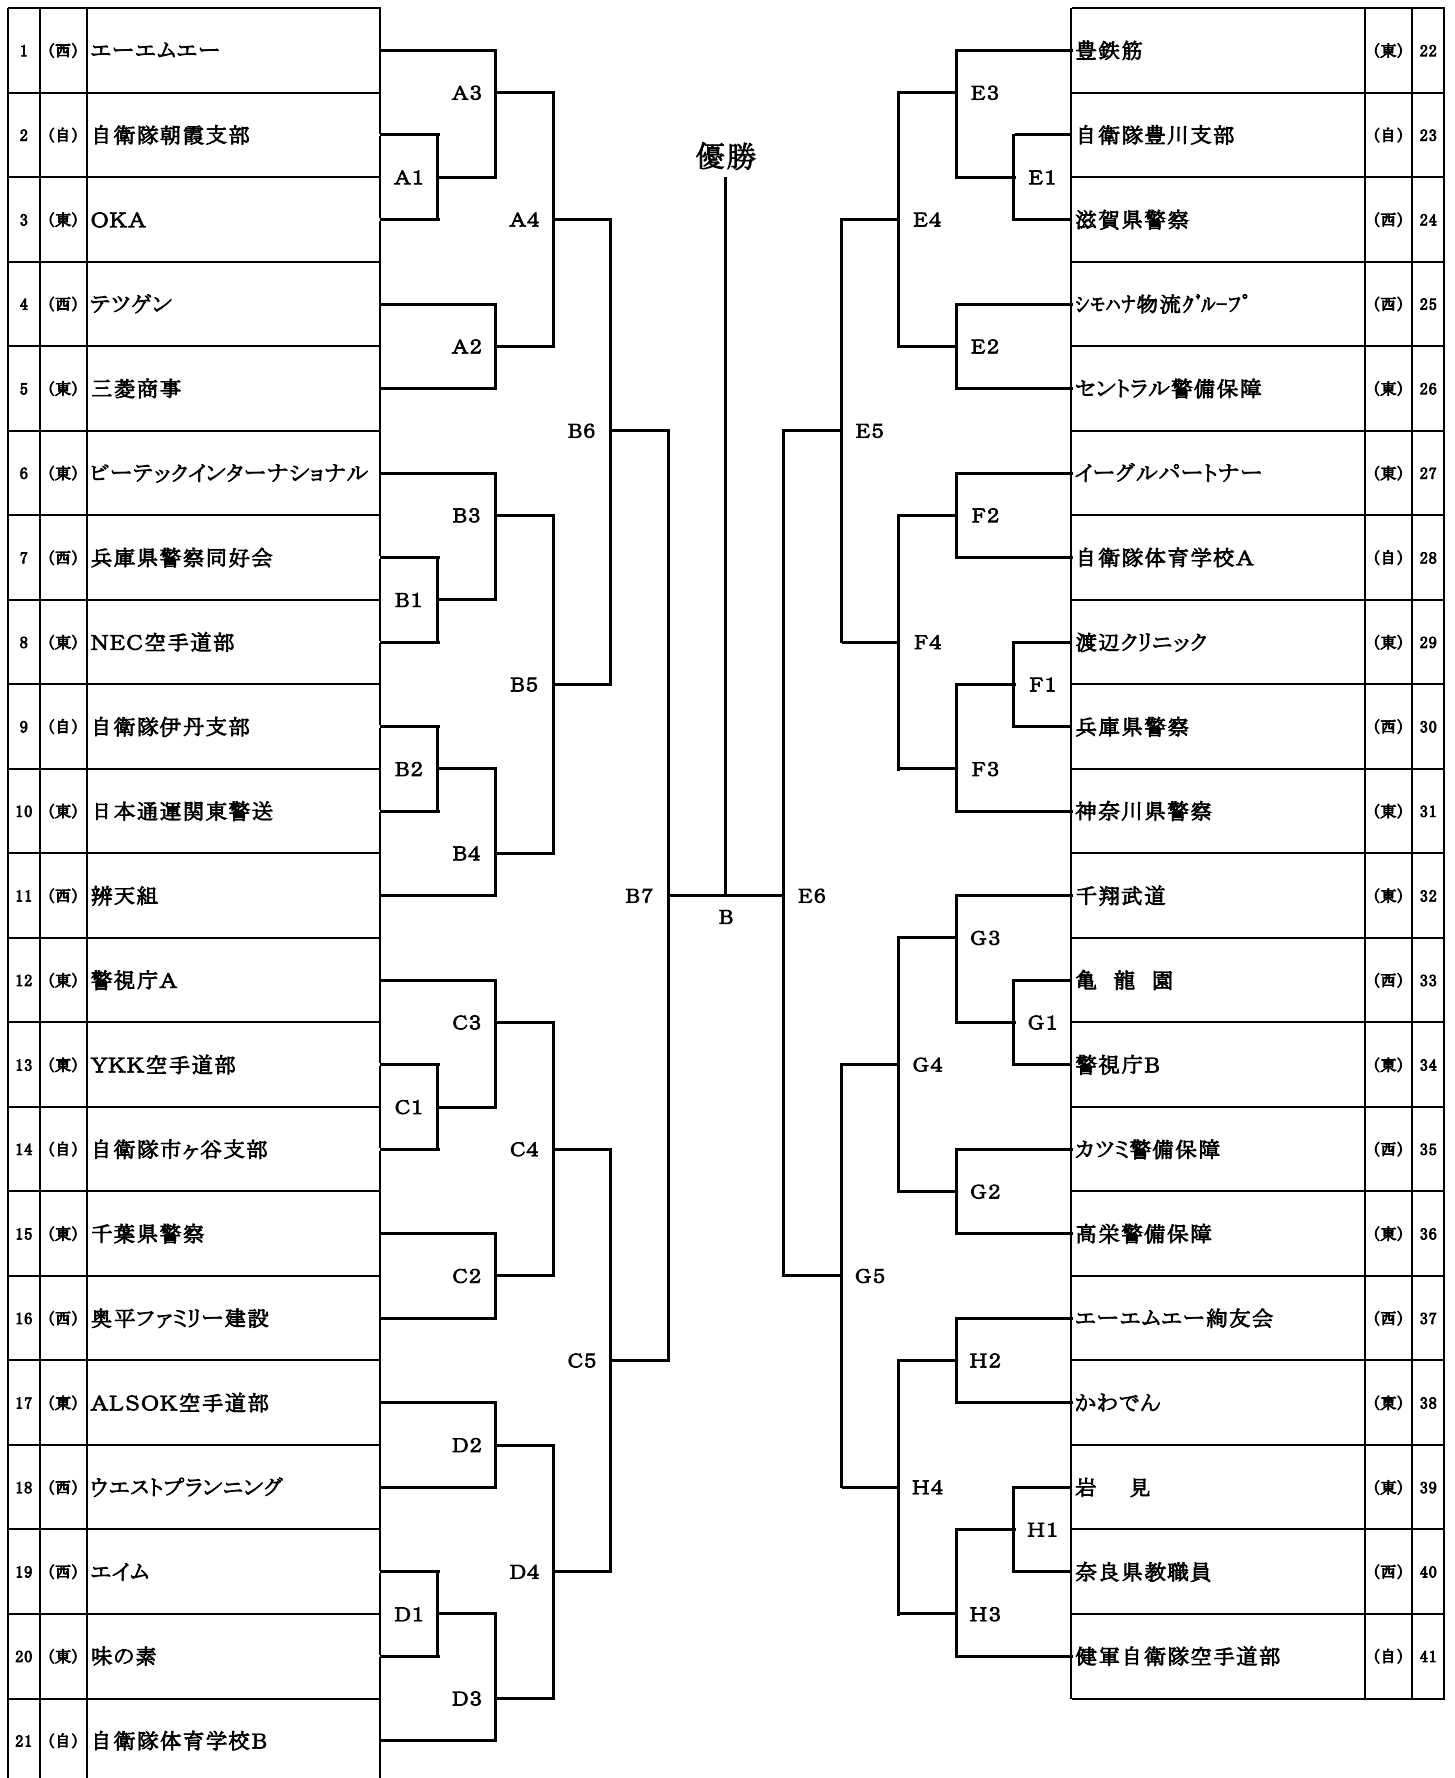 優勝
1 (西) エーエムエー
2 (自) 自衛隊朝霞支部
3 (東) OKA
4 (西) テツゲン
5 (東) 三菱商事
6 (東) ビーテックインターナショナル
7 (西) 兵庫県警察同好会
8 (東) NEC空手道部
9 (自) 自衛隊伊丹支部
10 (東) 日本通運関東警送
11 (西) 辨天組
12 (東) 警視庁A
13 (東) YKK空手道部
14 (自) 自衛隊市ヶ谷支部
15 (東) 千葉県警察
16 (西) 奥平ファミリー建設
17 (東) ALSOK空手道部
18 (西) ウエストプランニング
19 (西) エイム
20 (東) 味の素
21 (自) 自衛隊体育学校B
A3
A1
A4
A2
B6
B3
B1
B5
B2
B4
B7
C3
C1
C4
C2
C5
D2
D4
D1
D3
B
E3
E1
E4
E2
E5
F2
F4
F1
F3
E6
G3
G1
G4
G2
G5
H2
H4
H1
H3
豊鉄筋 (東) 22
自衛隊豊川支部 (自) 23
滋賀県警察 (西) 24
ｼﾓﾊﾅ物流ｸﾞﾙｰﾌﾟ (西) 25
セントラル警備保障 (東) 26
イーグルパートナー (東) 27
自衛隊体育学校A (自) 28
渡辺クリニック (東) 29
兵庫県警察 (西) 30
神奈川県警察 (東) 31
千翔武道 (東) 32
亀 龍 園 (西) 33
警視庁B (東) 34
カツミ警備保障 (西) 35
高栄警備保障 (東) 36
エーエムエー絢友会 (西) 37
かわでん (東) 38
岩 見 (東) 39
奈良県教職員 (西) 40
健軍自衛隊空手道部 (自) 41